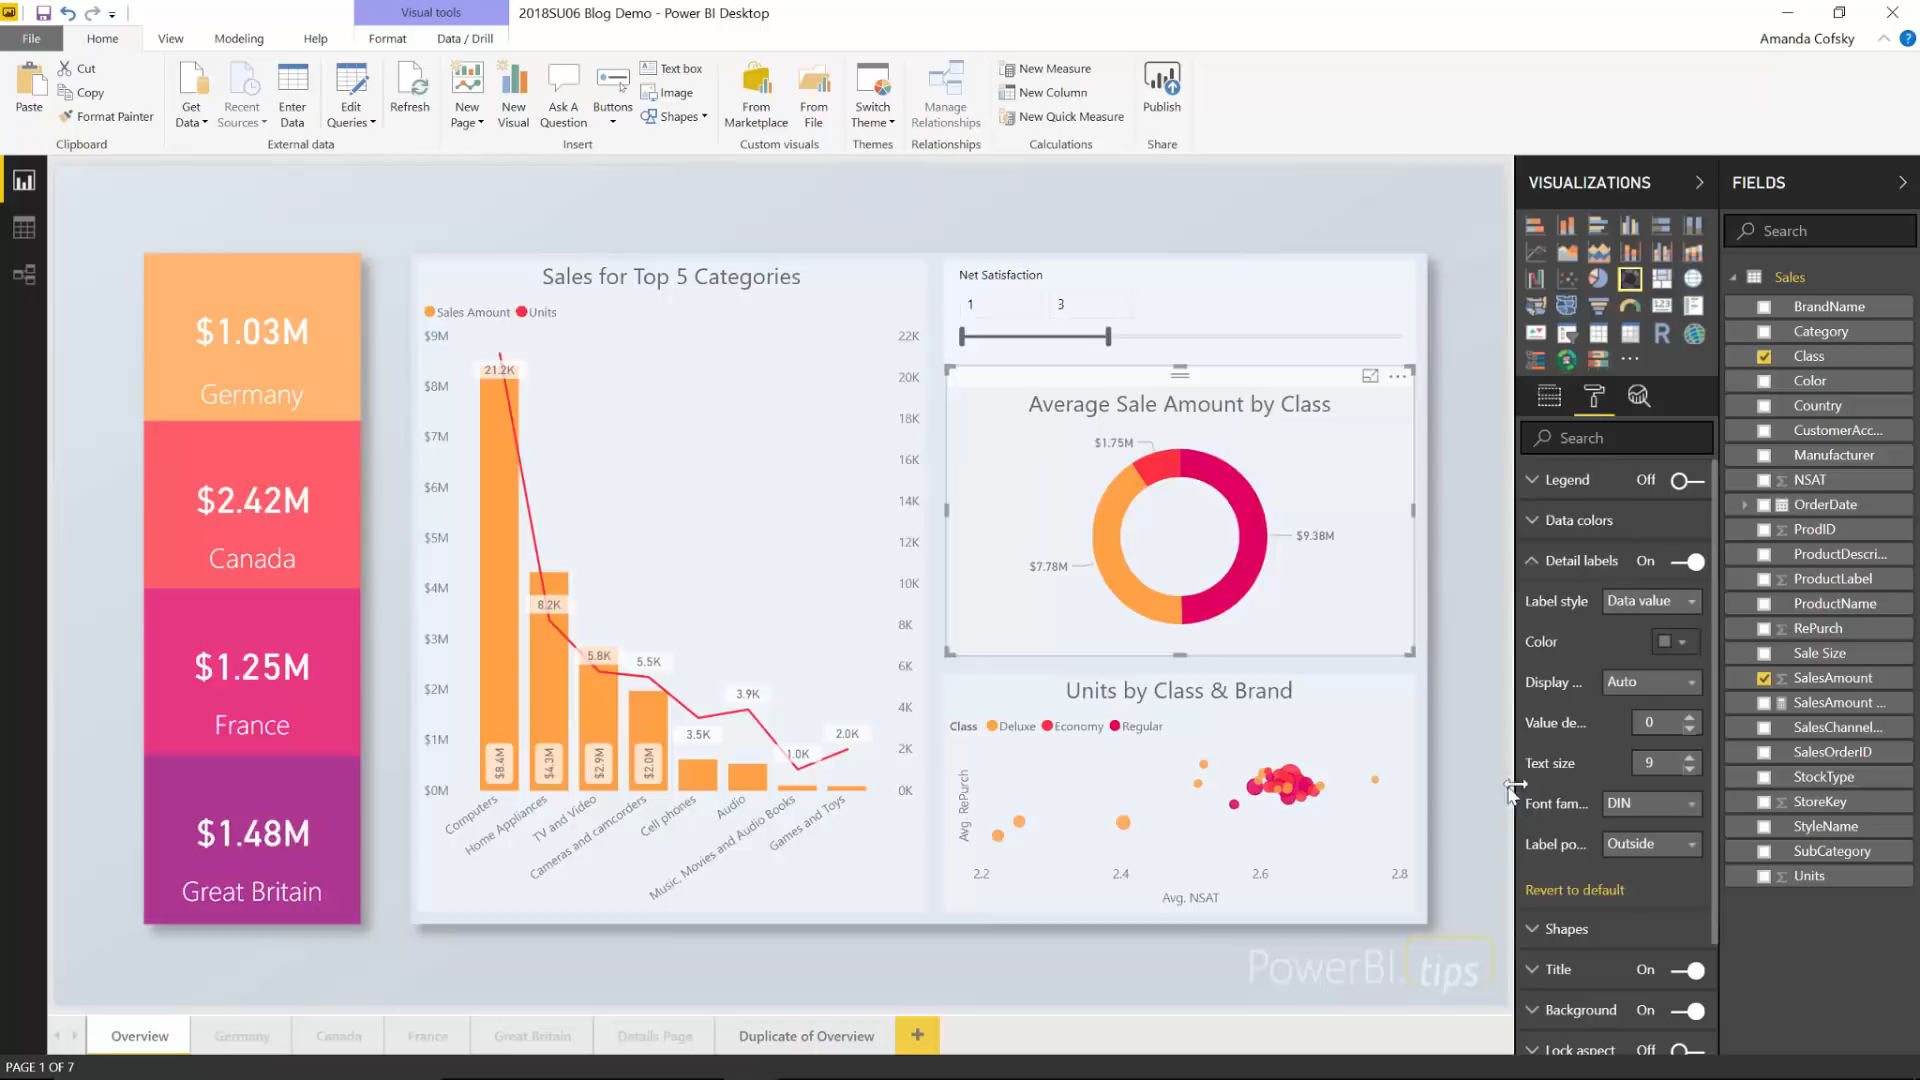 Visual tools
2018SU06 Blog Demo - Power BI Desktop
File
Home
View
Modeling
Help
Format
Data / Drill
Amanda Cofsky
?
Paste
Cut
Copy
Format Painter
Clipboard
Get Data
Recent Sources
Enter Data
Edit Queries
Refresh
External data
New Page
New Visual
Ask A Question
Buttons
Text box
Image
Shapes
Insert
From Marketplace
From File
Custom visuals
Switch Theme
Themes
Manage Relationships
Relationships
New Measure
New Column
New Quick Measure
Calculations
Publish
Share
$1.03M
Germany
$2.42M
Canada
$1.25M
France
$1.48M
Great Britain
Sales for Top 5 Categories
Sales Amount Units
$9M
$8M
$7M
$6M
$5M
$4M
$3M
$2M
$1M
$0M
22K
20K
18K
16K
14K
12K
10K
8K
6K
4K
2K
0K
21.2K
8.2K
5.8K
5.5K
3.5K
3.9K
1.0K
2.0K
$8.4M
$4.3M
$2.9M
$2.0M
Computers
Home Appliances
TV and Video
Cameras and camcorders
Cell phones
Audio
Music, Movies and Audio Books
Games and Toys
Net Satisfaction
1
3
Average Sale Amount by Class
$1.75M
$9.38M
$7.78M
Units by Class & Brand
Class Deluxe Economy Regular
Avg. RePurch
2.2
2.4
2.6
2.8
Avg. NSAT
PowerBI.tips
VISUALIZATIONS
R
Search
Legend Off
Data colors
Detail labels On
Label style Data value
Color
Display ... Auto
Value de... 0
Text size 9
Font fam... DIN
Label po... Outside
Revert to default
Shapes
Title On
Background On
Lock aspect Off
FIELDS
Search
Sales
BrandName
Category
Class
Color
Country
CustomerAcc...
Manufacturer
NSAT
OrderDate
ProdID
ProductDescri...
ProductLabel
ProductName
RePurch
Sale Size
SalesAmount
SalesAmount ...
SalesChannel...
SalesOrderID
StockType
StoreKey
StyleName
SubCategory
Units
Overview
Germany
Canada
France
Great Britain
Details Page
Duplicate of Overview
+
PAGE 1 OF 7